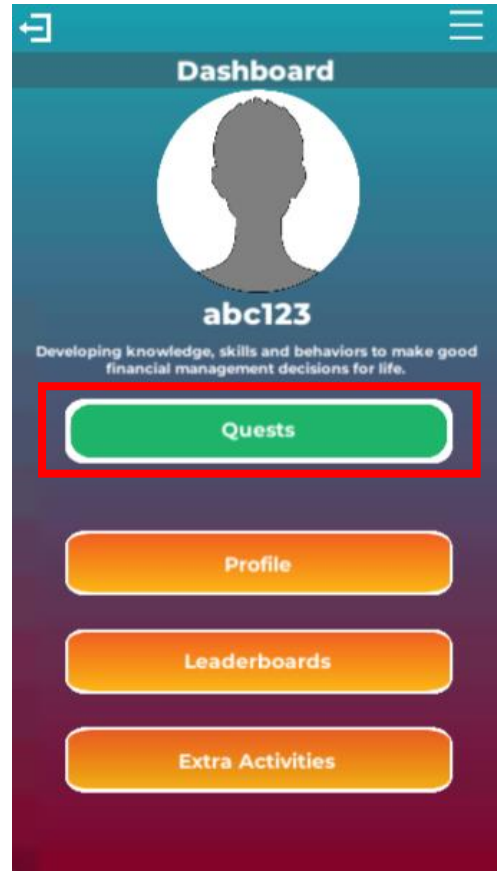 Dashboard
abc123
Developing knowledge, skills and behaviors to make good
financial management decisions for life.
Quests
Profile
Leaderboards
Extra Activities